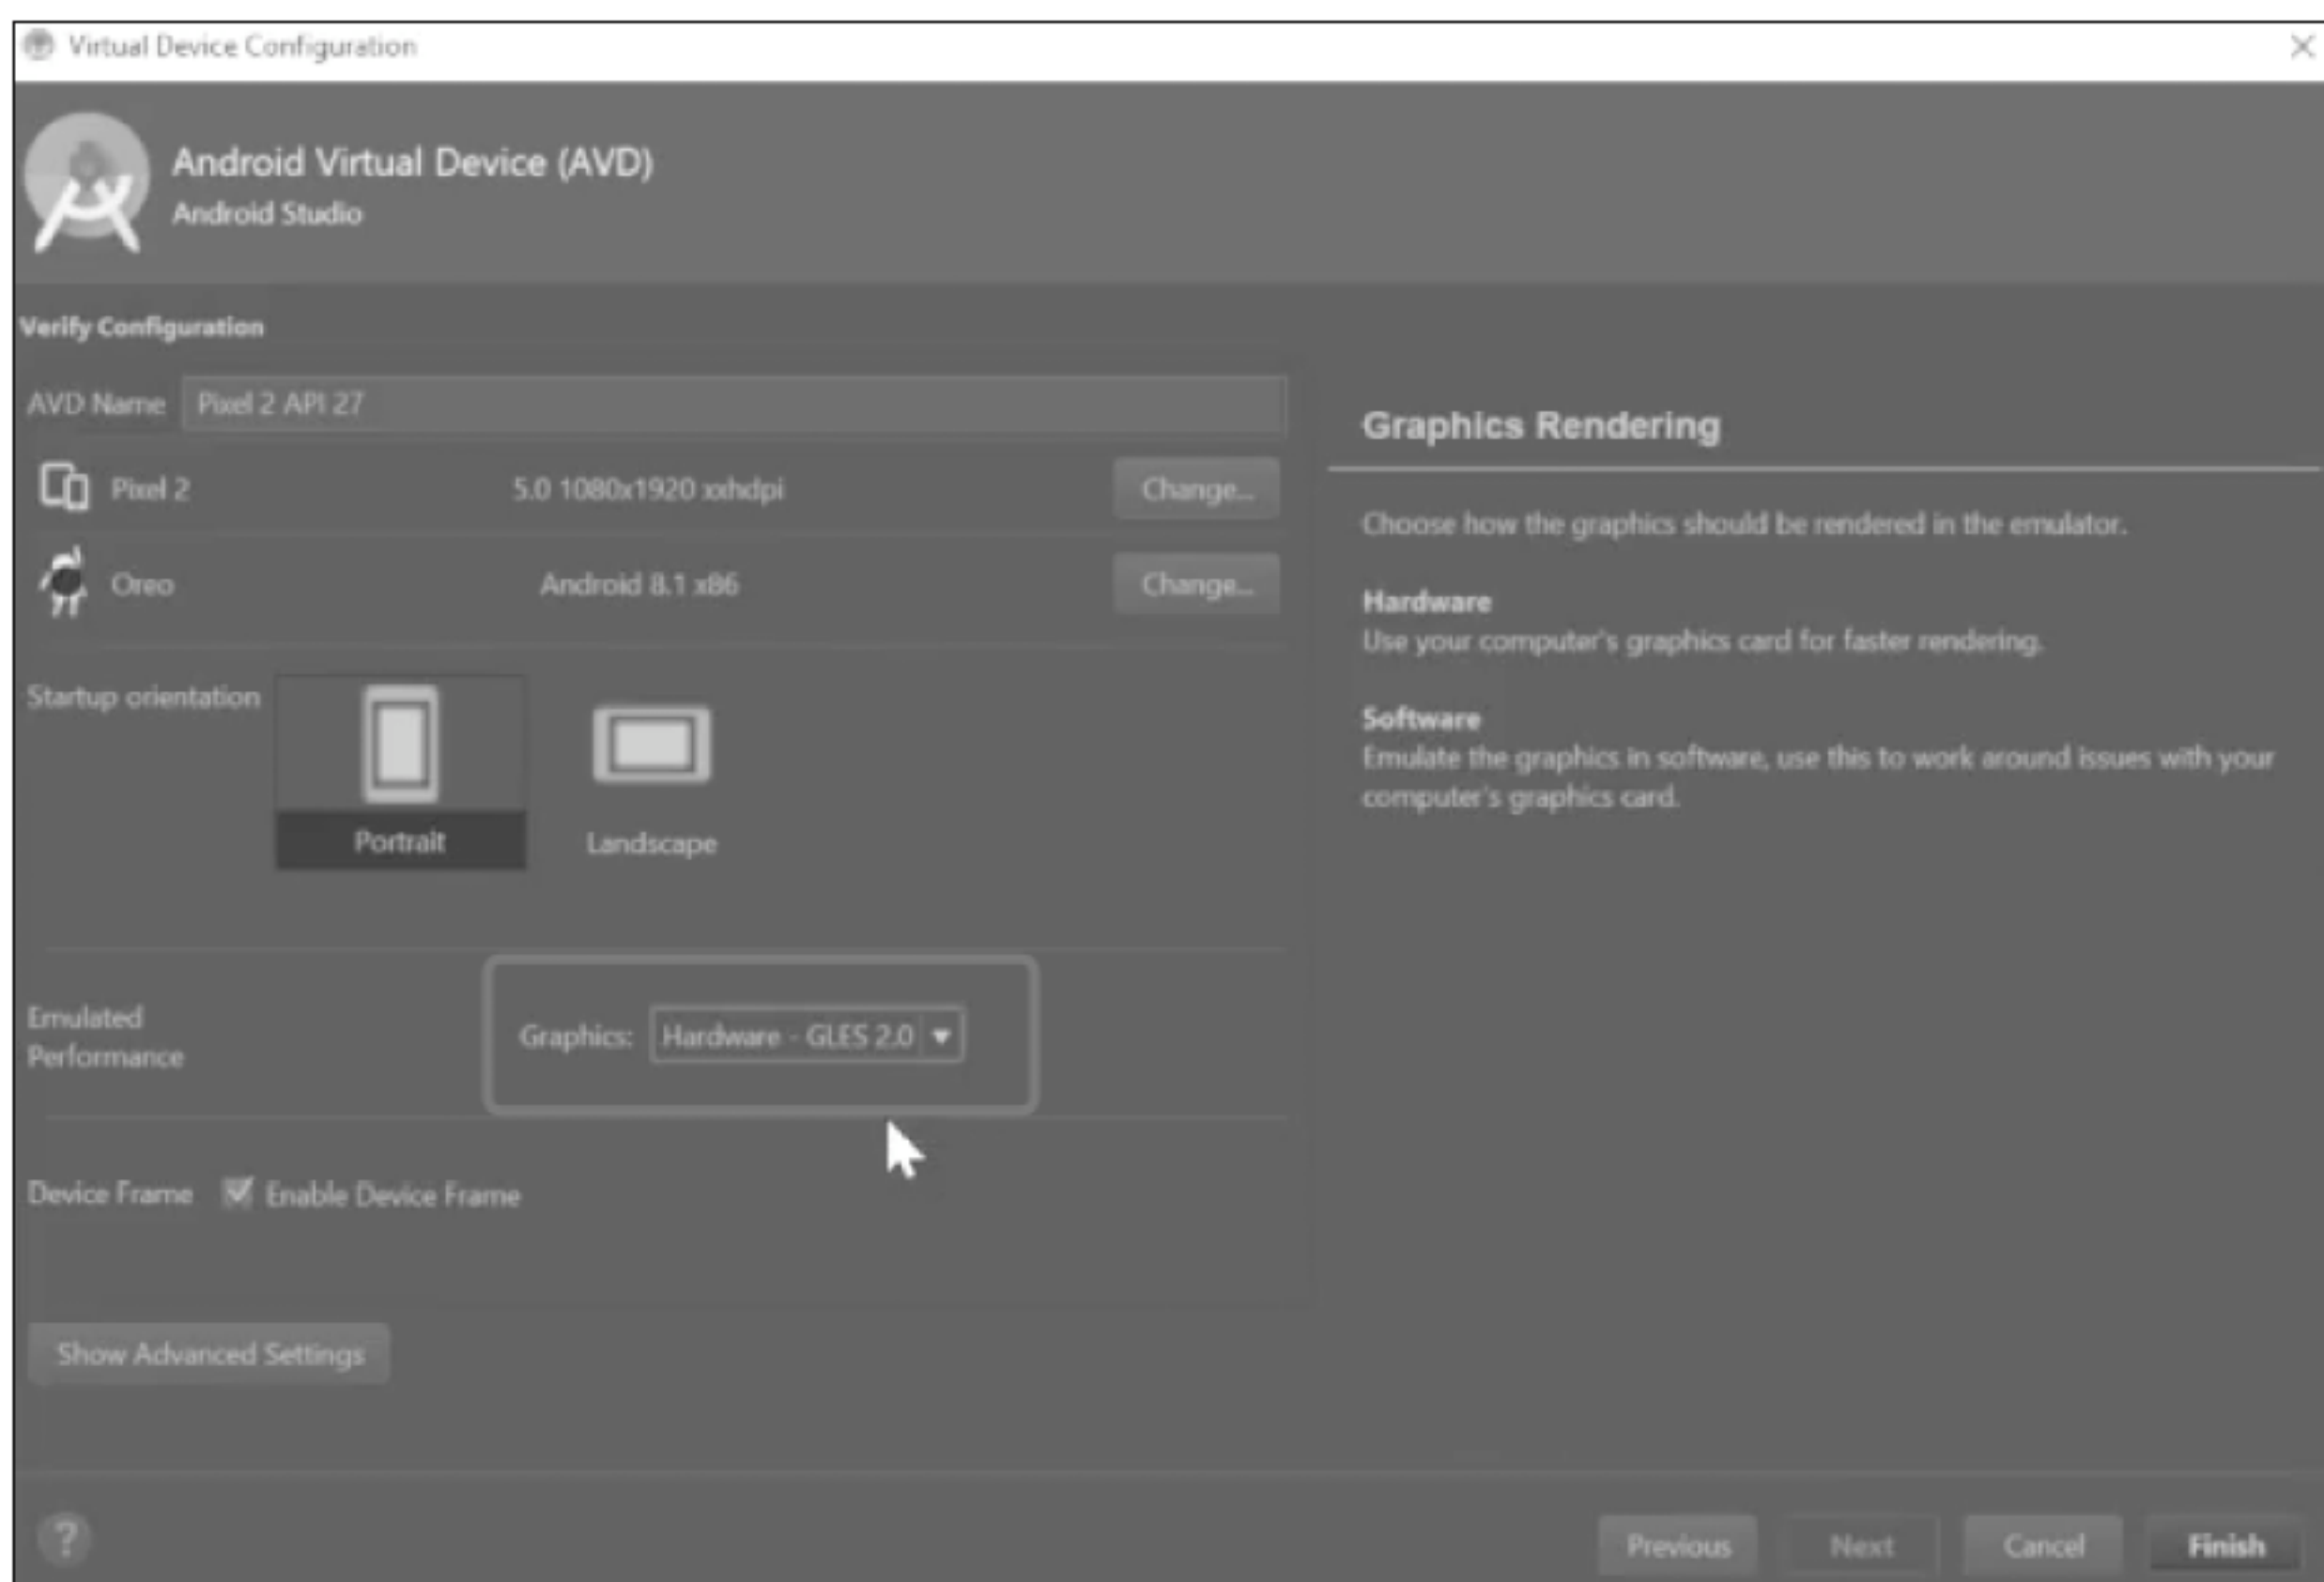 Virtual Device Configuration
Android Virtual Device (AVD)
Android Studio
Verify Configuration
AVD Name Pixel 2 API 27
Pixel 2 5.0 1080x1920 xxhdpi Change...
Oreo Android 8.1 x86 Change...
Startup orientation
Portrait
Landscape
Emulated
Performance
Graphics: Hardware - GLES 2.0
Device Frame Enable Device Frame
Show Advanced Settings
Graphics Rendering
Choose how the graphics should be rendered in the emulator.
Hardware
Use your computer's graphics card for faster rendering.
Software
Emulate the graphics in software, use this to work around issues with your
computer's graphics card.
?
Previous Next Cancel Finish